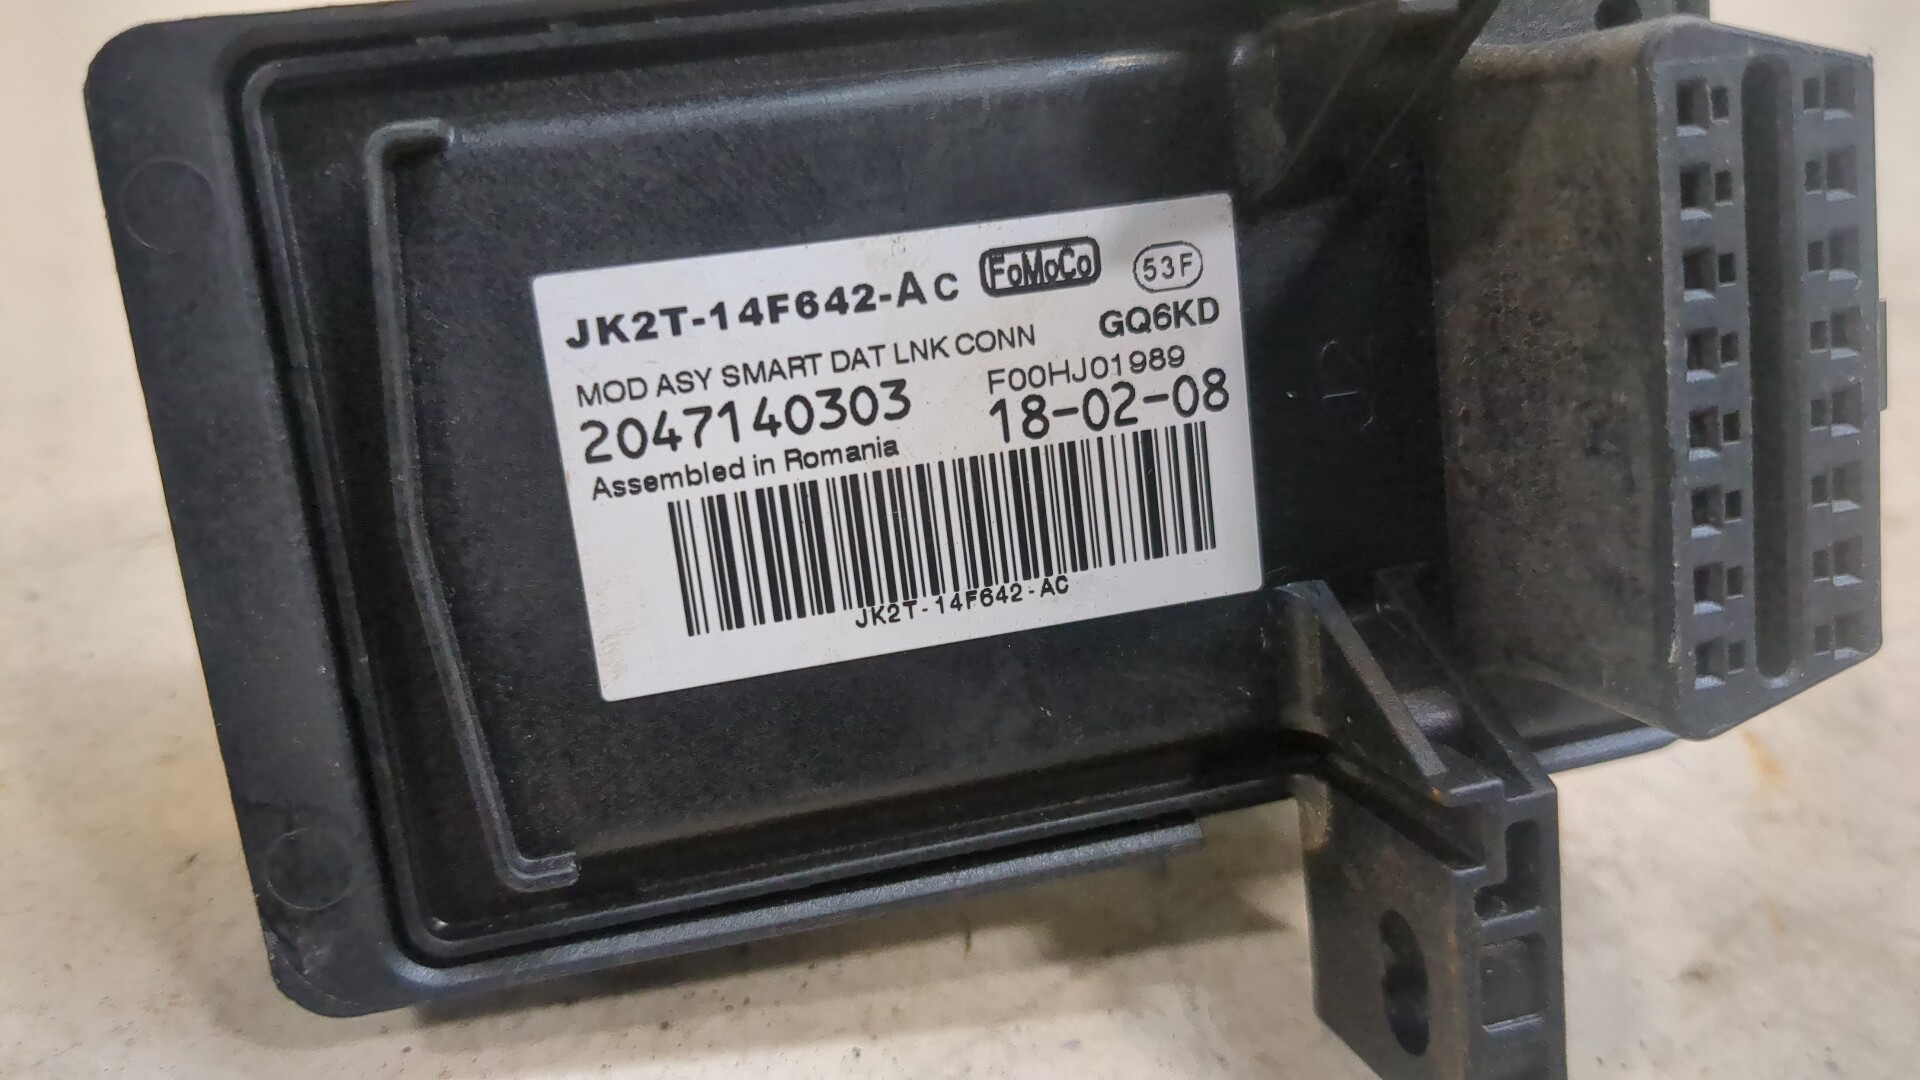 JK2T-14F642-AC FoMoCo 53F
MOD ASY SMART DAT LNK CONN GQ6KD
2047140303 F00HJ01989
Assembled in Romania 18-02-08
JK2T-14F642-AC